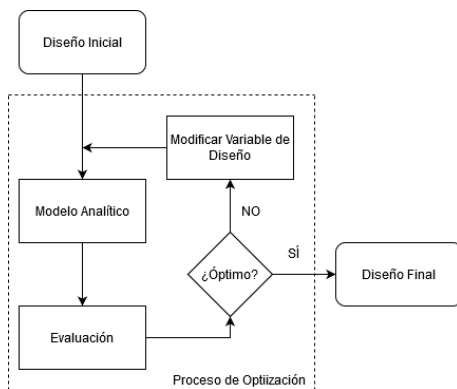 Diseño Inicial
Modificar Variable de
Diseño
Modelo Analítico
NO
¿Óptimo?
SÍ
Diseño Final
Evaluación
Proceso de Optiización